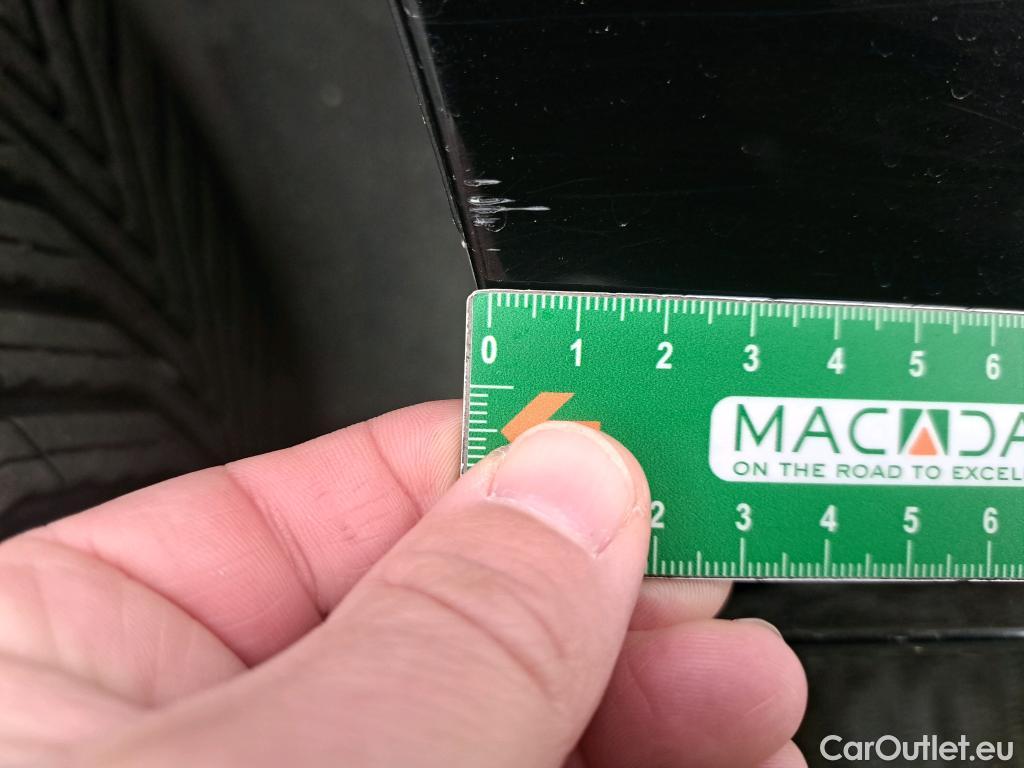 0 1 2 3 4 5 6
MACADA
ON THE ROAD TO EXCEL
2 3 4 5 6
CarOutlet.eu